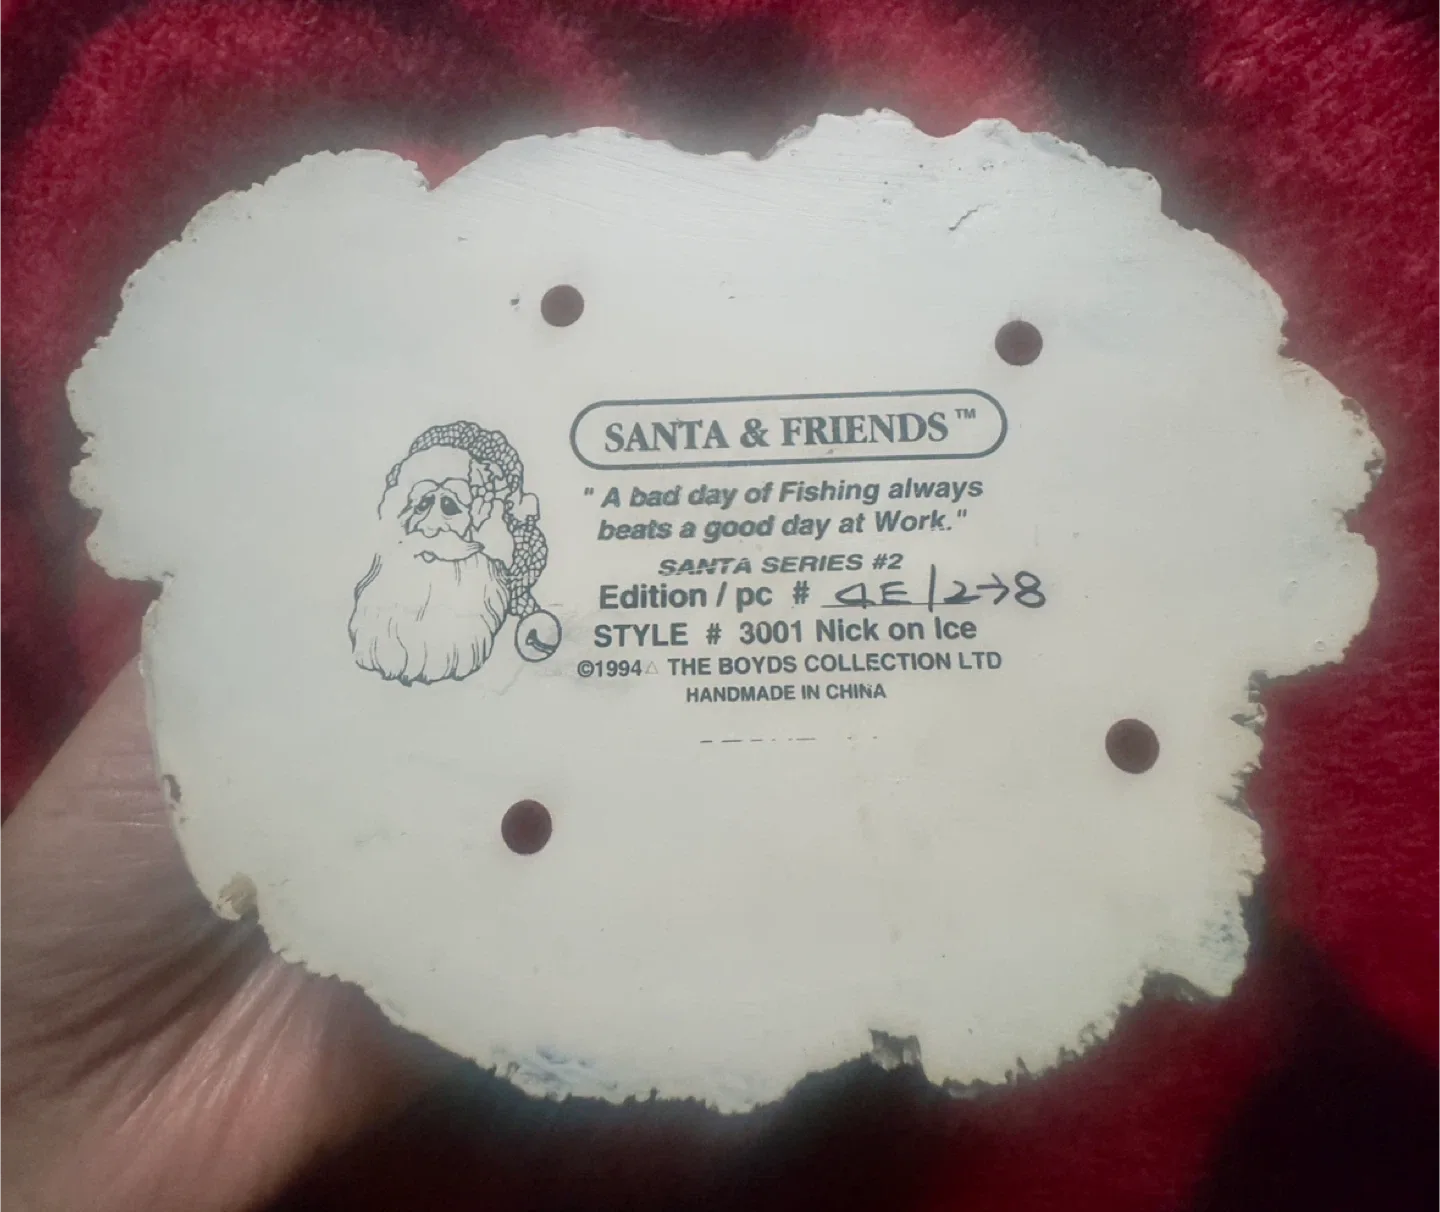 SANTA & FRIENDS™
" A bad day of Fishing always
beats a good day at Work."
SANTA SERIES #2
Edition / pc # 4E/2→8
STYLE # 3001 Nick on Ice
©1994 THE BOYDS COLLECTION LTD
HANDMADE IN CHINA